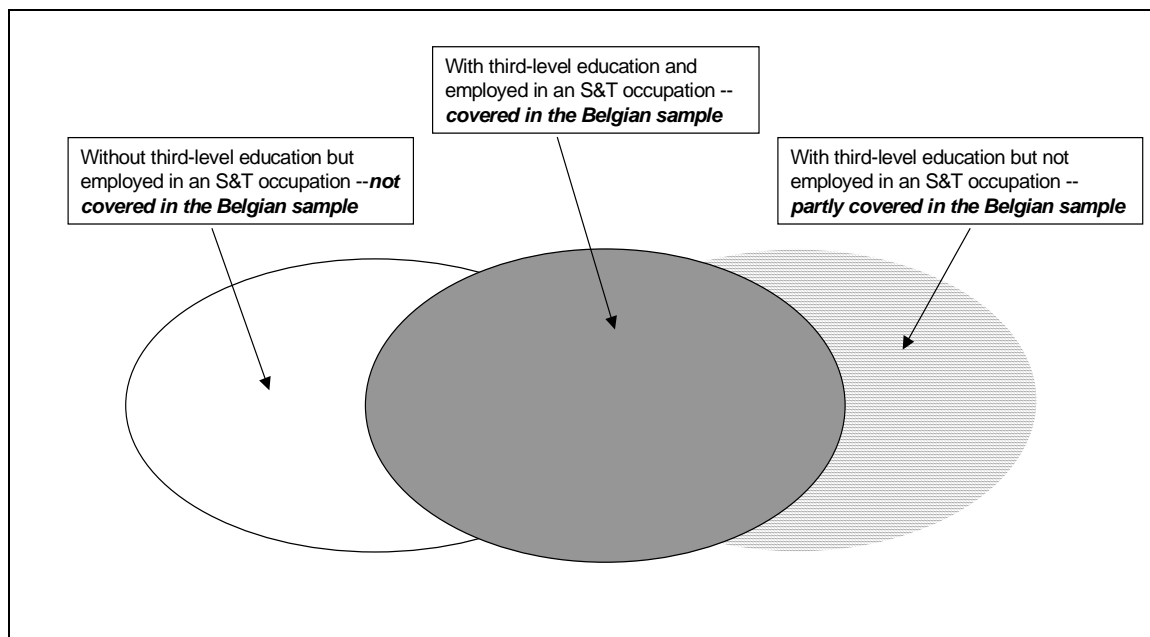 Without third-level education but
employed in an S&T occupation --not
covered in the Belgian sample
With third-level education and
employed in an S&T occupation --
covered in the Belgian sample
With third-level education but not
employed in an S&T occupation --
partly covered in the Belgian sample